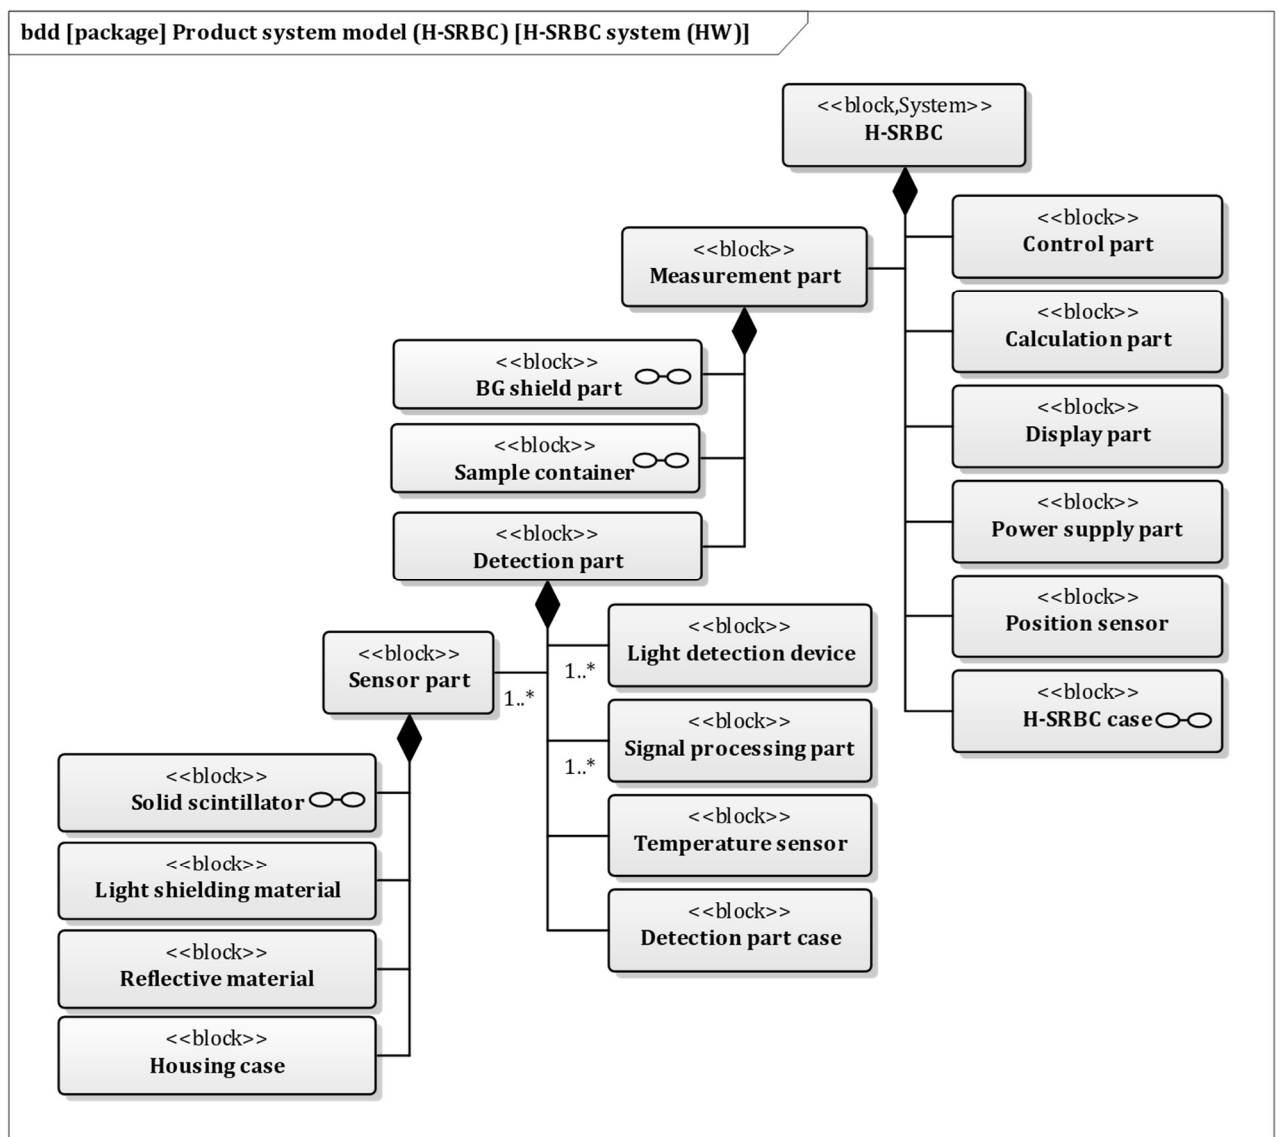 bdd [package] Product system model (H-SRBC) [H-SRBC system (HW)]
<<block,System>>
H-SRBC
<<block>>
Control part
<<block>>
Measurement part
<<block>>
Calculation part
<<block>>
BG shield part
<<block>>
Display part
<<block>>
Sample container
<<block>>
Power supply part
<<block>>
Detection part
<<block>>
Position sensor
<<block>>
Light detection device
1..*
<<block>>
Sensor part
1..*
<<block>>
H-SRBC case
<<block>>
Signal processing part
1..*
<<block>>
Solid scintillator
<<block>>
Temperature sensor
<<block>>
Light shielding material
<<block>>
Detection part case
<<block>>
Reflective material
<<block>>
Housing case